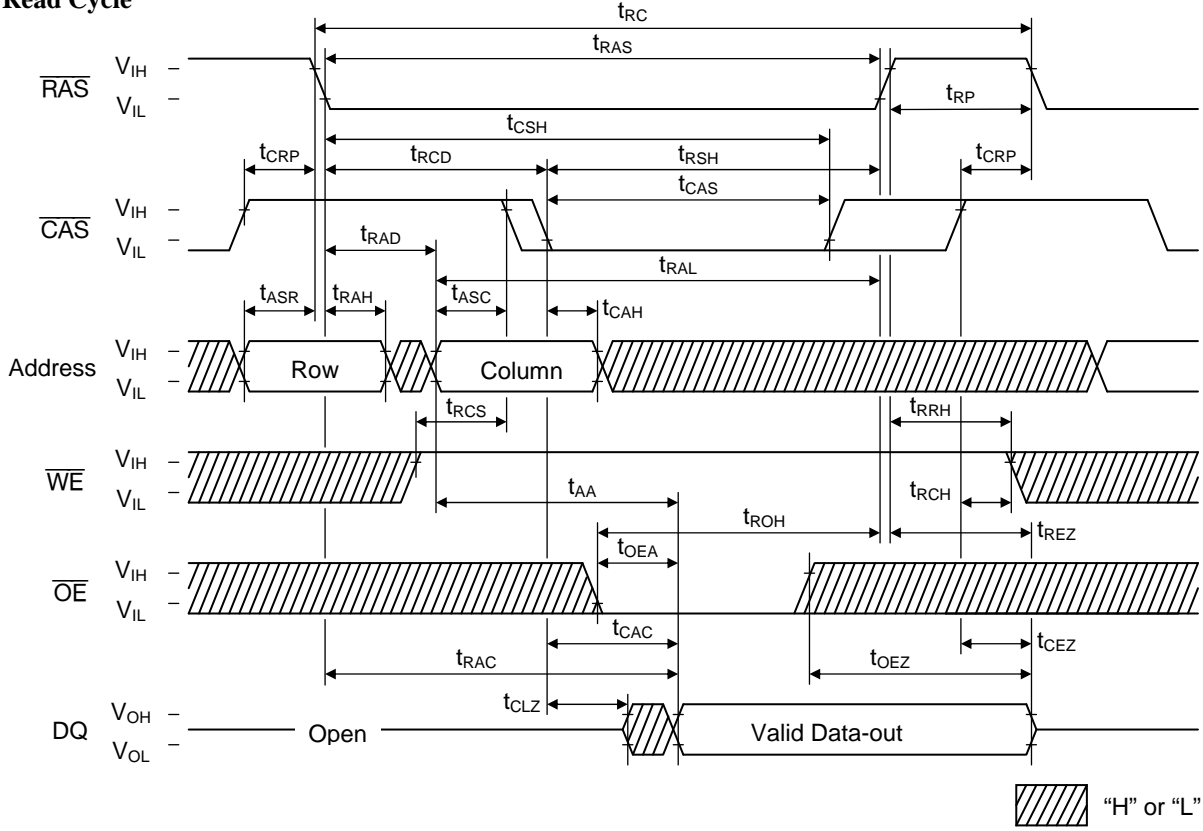 Read Cycle
tRC
tRAS
VIH
RAS
VIL
tRP
tCSH
tCRP
tRCD
tRSH
tCRP
tCAS
VIH
CAS
VIL
tRAD
tRAL
tASR
tRAH
tASC
tCAH
VIH
Address
Row
Column
VIL
tRCS
tRRH
VIH
WE
VIL
tAA
tRCH
tROH
tREZ
tOEA
VIH
OE
VIL
tCAC
tCEZ
tRAC
tOEZ
tCLZ
VOH
DQ
Open
Valid Data-out
VOL
“H” or “L”